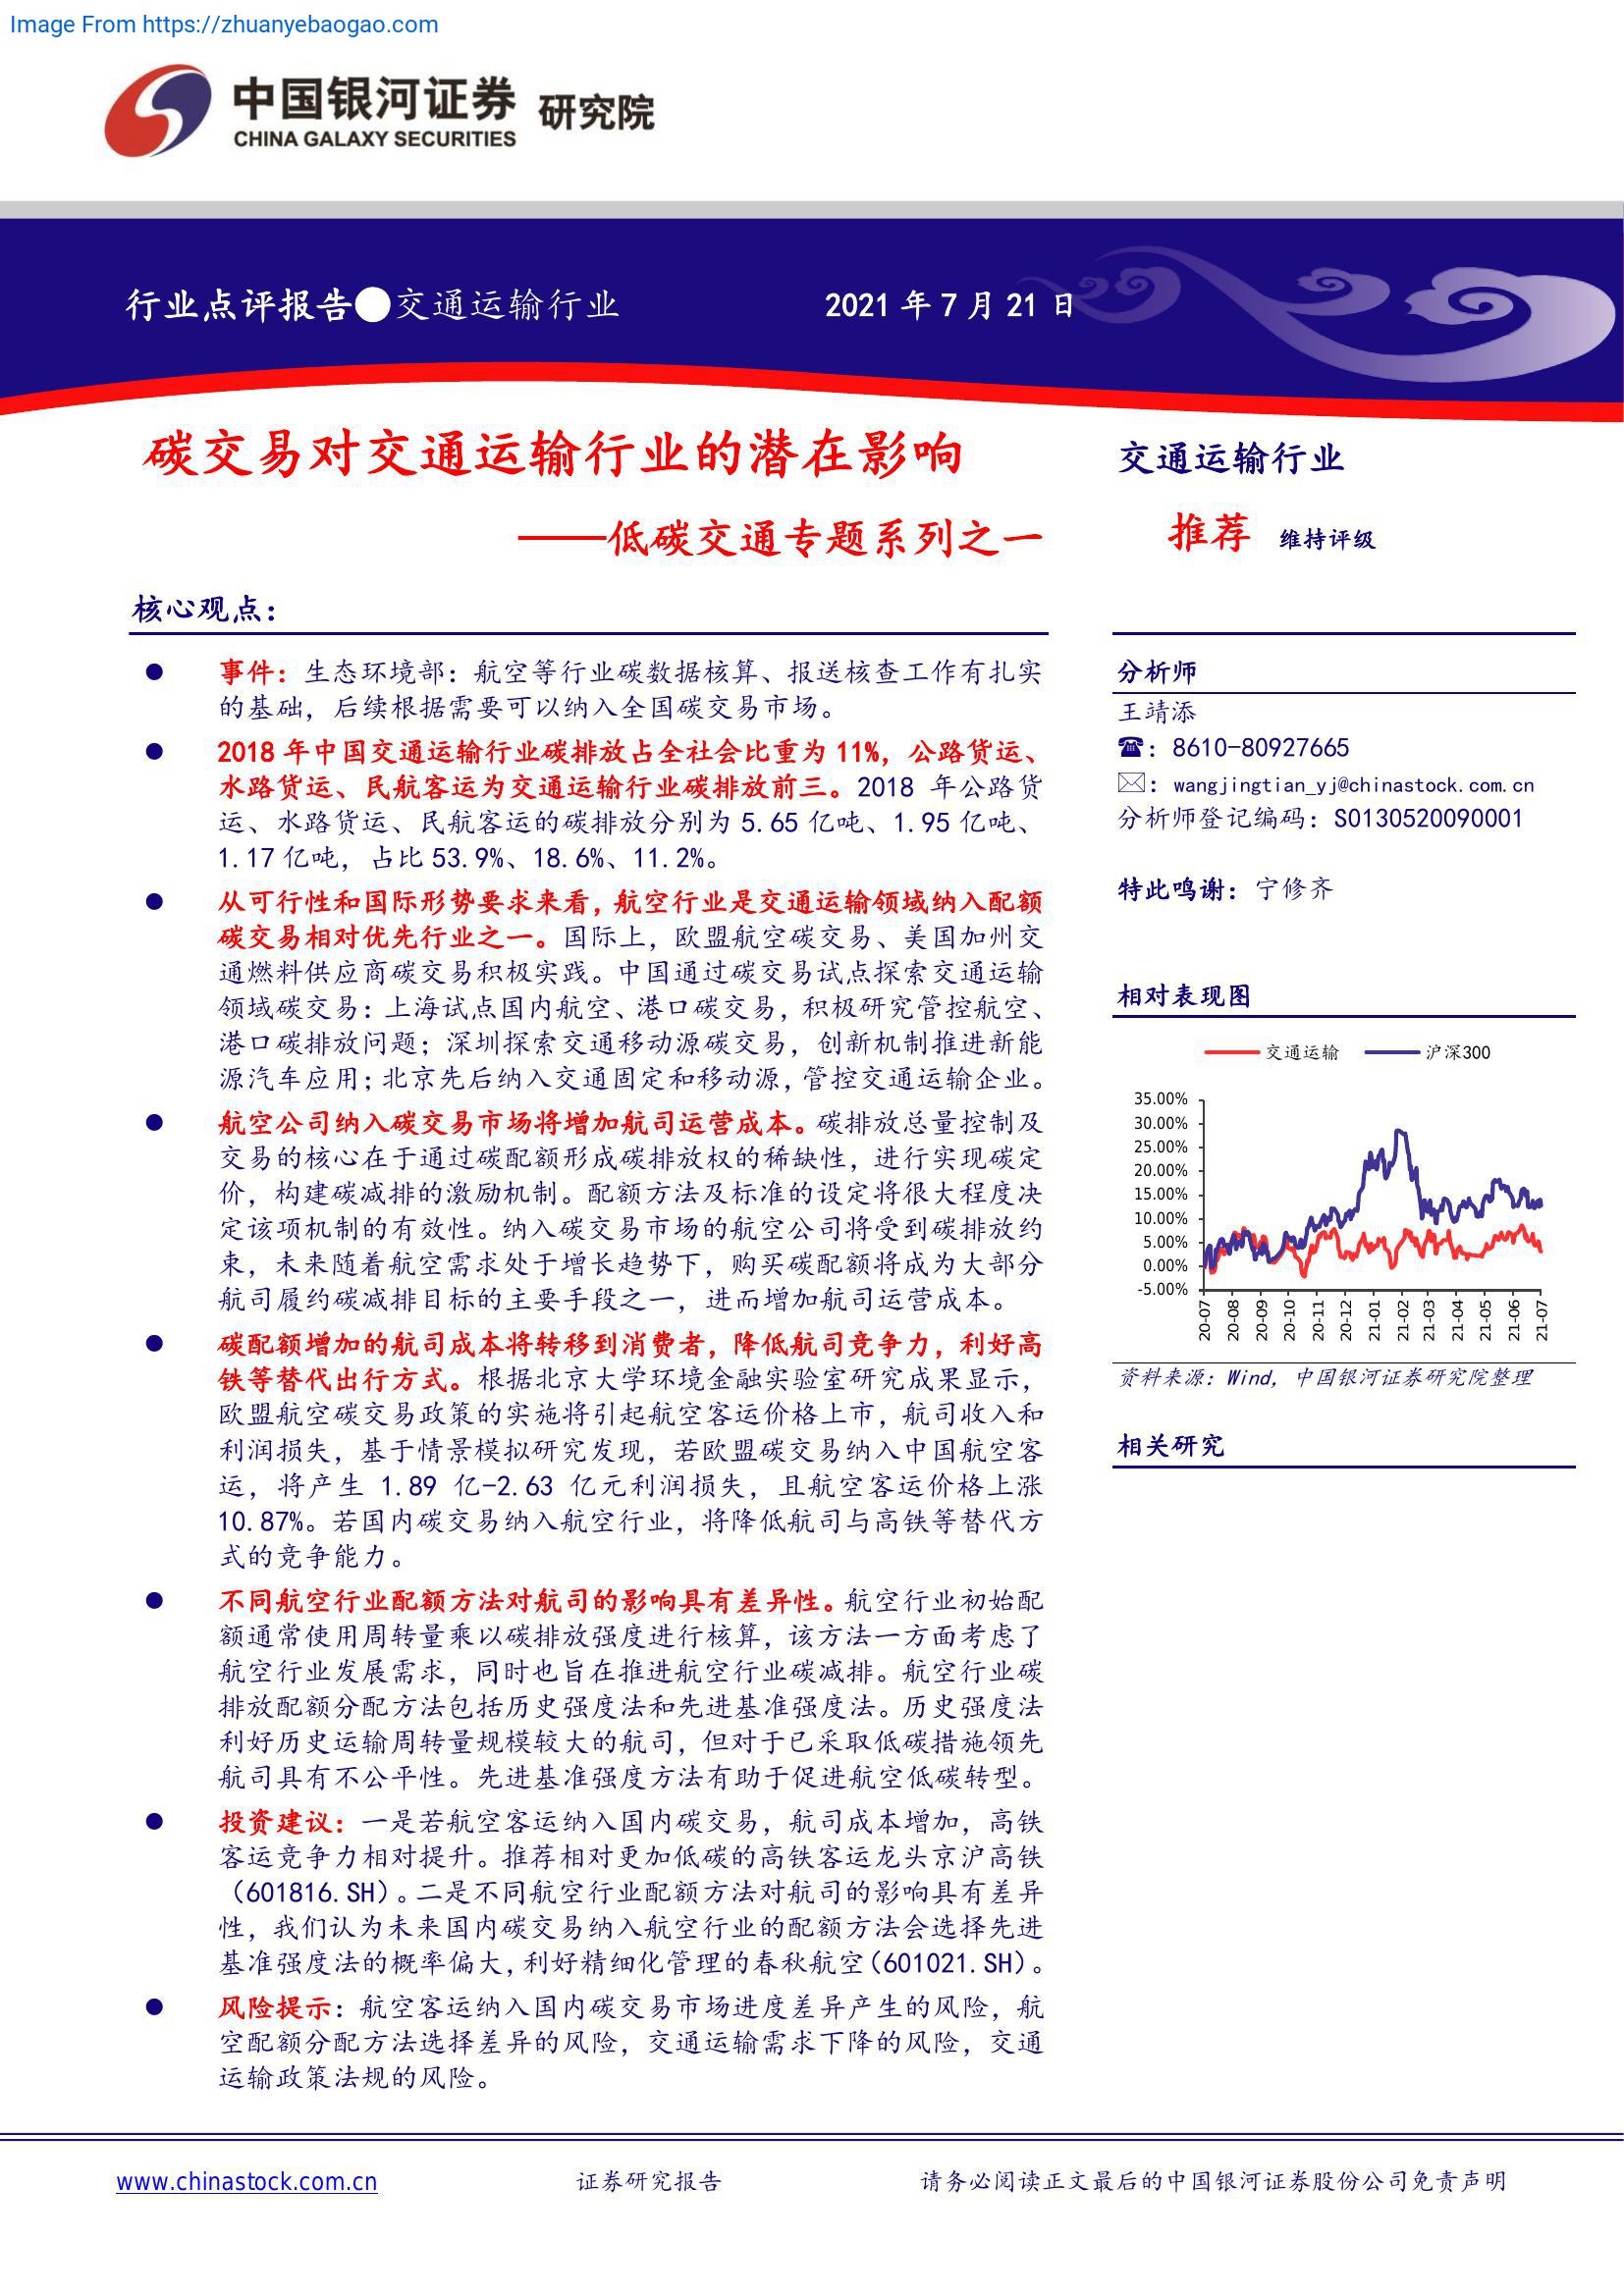 Image From https://zhuanyebaogao.com
中国银河证券 研究院
CHINA GALAXY SECURITIES
行业点评报告●交通运输行业
2021 年 7 月 21 日
碳交易对交通运输行业的潜在影响
——低碳交通专题系列之一
核心观点：
● 事件：生态环境部：航空等行业碳数据核算、报送核查工作有扎实
的基础，后续根据需要可以纳入全国碳交易市场。
● 2018 年中国交通运输行业碳排放占全社会比重为 11%，公路货运、
水路货运、民航客运为交通运输行业碳排放前三。2018 年公路货
运、水路货运、民航客运的碳排放分别为 5.65 亿吨、1.95 亿吨、
1.17 亿吨，占比 53.9%、18.6%、11.2%。
● 从可行性和国际形势要求来看，航空行业是交通运输领域纳入配额
碳交易相对优先行业之一。国际上，欧盟航空碳交易、美国加州交
通燃料供应商碳交易积极实践。中国通过碳交易试点探索交通运输
领域碳交易：上海试点国内航空、港口碳交易，积极研究管控航空、
港口碳排放问题；深圳探索交通移动源碳交易，创新机制推进新能
源汽车应用；北京先后纳入交通固定和移动源，管控交通运输企业。
● 航空公司纳入碳交易市场将增加航司运营成本。碳排放总量控制及
交易的核心在于通过碳配额形成碳排放权的稀缺性，进行实现碳定
价，构建碳减排的激励机制。配额方法及标准的设定将很大程度决
定该项机制的有效性。纳入碳交易市场的航空公司将受到碳排放约
束，未来随着航空需求处于增长趋势下，购买碳配额将成为大部分
航司履约碳减排目标的主要手段之一，进而增加航司运营成本。
● 碳配额增加的航司成本将转移到消费者，降低航司竞争力，利好高
铁等替代出行方式。根据北京大学环境金融实验室研究成果显示，
欧盟航空碳交易政策的实施将引起航空客运价格上市，航司收入和
利润损失，基于情景模拟研究发现，若欧盟碳交易纳入中国航空客
运，将产生 1.89 亿-2.63 亿元利润损失，且航空客运价格上涨
10.87%。若国内碳交易纳入航空行业，将降低航司与高铁等替代方
式的竞争能力。
● 不同航空行业配额方法对航司的影响具有差异性。航空行业初始配
额通常使用周转量乘以碳排放强度进行核算，该方法一方面考虑了
航空行业发展需求，同时也旨在推进航空行业碳减排。航空行业碳
排放配额分配方法包括历史强度法和先进基准强度法。历史强度法
利好历史运输周转量规模较大的航司，但对于已采取低碳措施领先
航司具有不公平性。先进基准强度方法有助于促进航空低碳转型。
● 投资建议：一是若航空客运纳入国内碳交易，航司成本增加，高铁
客运竞争力相对提升。推荐相对更加低碳的高铁客运龙头京沪高铁
（601816.SH）。二是不同航空行业配额方法对航司的影响具有差异
性，我们认为未来国内碳交易纳入航空行业的配额方法会选择先进
基准强度法的概率偏大，利好精细化管理的春秋航空（601021.SH）。
● 风险提示：航空客运纳入国内碳交易市场进度差异产生的风险，航
空配额分配方法选择差异的风险，交通运输需求下降的风险，交通
运输政策法规的风险。
交通运输行业
推荐 维持评级
分析师
王靖添
☎：8610-80927665
✉：wangjingtian_yj@chinastock.com.cn
分析师登记编码：S0130520090001
特此鸣谢：宁修齐
相对表现图
交通运输 沪深300
35.00%
30.00%
25.00%
20.00%
15.00%
10.00%
5.00%
0.00%
-5.00%
20-07 20-08 20-09 20-10 20-11 20-12 21-01 21-02 21-03 21-04 21-05 21-06 21-07
资料来源：Wind，中国银河证券研究院整理
相关研究
www.chinastock.com.cn 证券研究报告 请务必阅读正文最后的中国银河证券股份公司免责声明